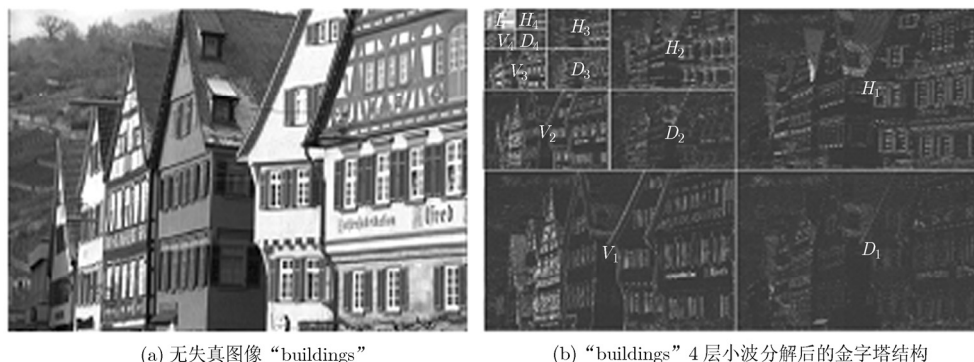 H₄
H₃
V₄ D₄
H₂
V₃
D₃
H₁
V₂
D₂
V₁
D₁
(a) 无失真图像“buildings”
(b) “buildings” 4 层小波分解后的金字塔结构